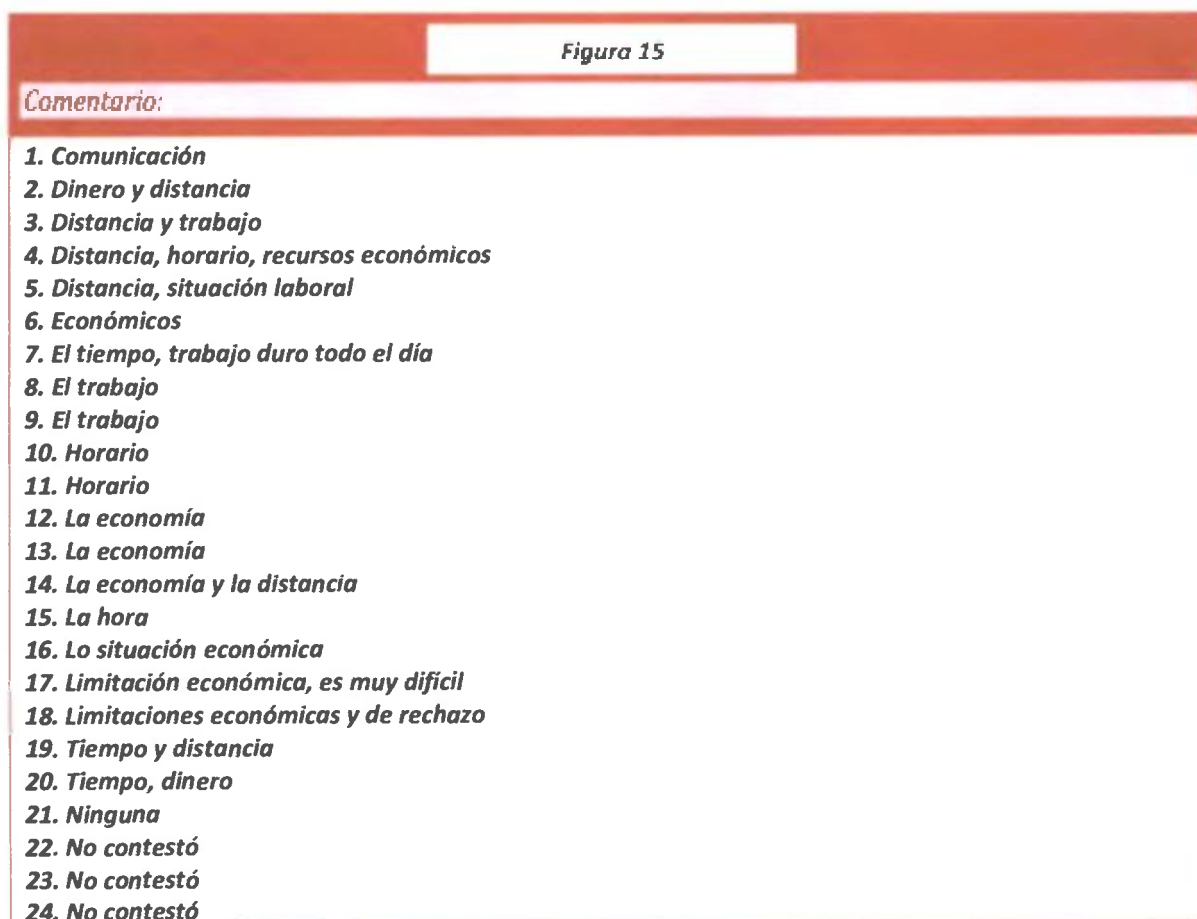 Figura 15
Comentario:
1. Comunicación
2. Dinero y distancia
3. Distancia y trabajo
4. Distancia, horario, recursos económicos
5. Distancia, situación laboral
6. Económicos
7. El tiempo, trabajo duro todo el día
8. El trabajo
9. El trabajo
10. Horario
11. Horario
12. La economía
13. La economía
14. La economía y la distancia
15. La hora
16. Lo situación económica
17. Limitación económica, es muy difícil
18. Limitaciones económicas y de rechazo
19. Tiempo y distancia
20. Tiempo, dinero
21. Ninguna
22. No contestó
23. No contestó
24. No contestó